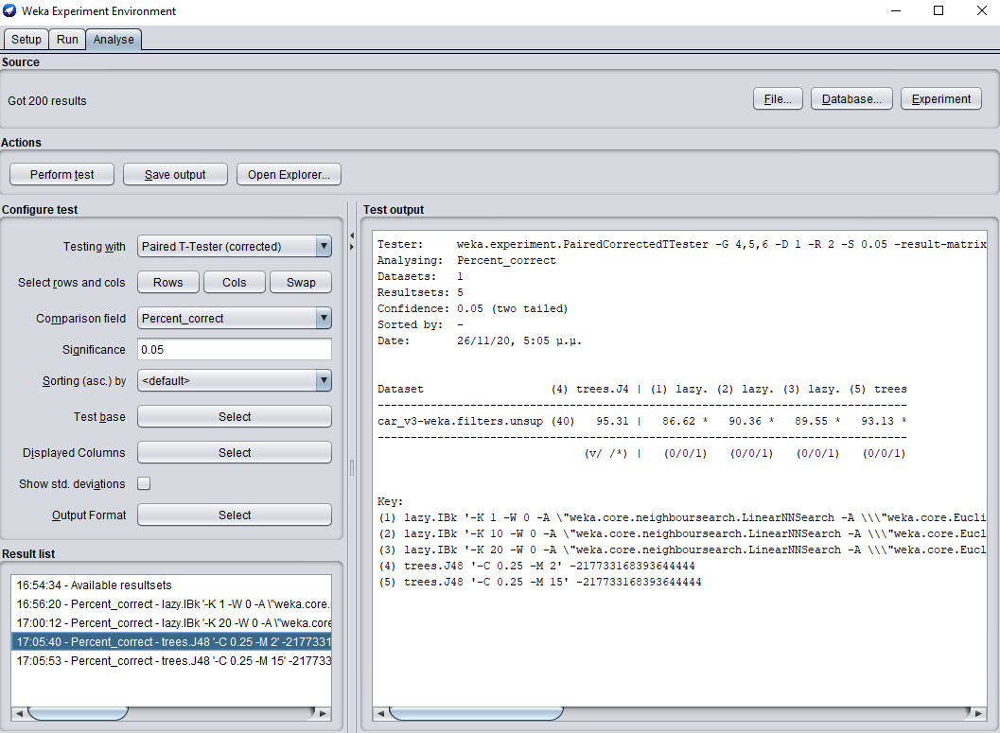 Weka Experiment Environment
Setup Run Analyse
Source
Got 200 results
File... Database... Experiment
Actions
Perform test Save output Open Explorer...
Configure test
Testing with Paired T-Tester (corrected)
Select rows and cols Rows Cols Swap
Comparison field Percent_correct
Significance 0.05
Sorting (asc.) by <default>
Test base Select
Displayed Columns Select
Show std. deviations
Output Format Select
Result list
16:54:34 - Available resultsets
16:56:20 - Percent_correct - lazy.IBk '-K 1 -W 0 -A \"weka.core.
17:00:12 - Percent_correct - lazy.IBk '-K 20 -W 0 -A \"weka.core
17:05:40 - Percent_correct - trees.J48 '-C 0.25 -M 2' -2177331
17:05:53 - Percent_correct - trees.J48 '-C 0.25 -M 15' -217733
Test output
Tester: weka.experiment.PairedCorrectedTTester -G 4,5,6 -D 1 -R 2 -S 0.05 -result-matrix
Analysing: Percent_correct
Datasets: 1
Resultsets: 5
Confidence: 0.05 (two tailed)
Sorted by: -
Date: 26/11/20, 5:05 μ.μ.
Dataset (4) trees.J4 | (1) lazy. (2) lazy. (3) lazy. (5) trees
--------------------------------------------------------------------------------
car_v3-weka.filters.unsup (40) 95.31 | 86.62 * 90.36 * 89.55 * 93.13 *
--------------------------------------------------------------------------------
(v/ /*) | (0/0/1) (0/0/1) (0/0/1) (0/0/1)
Key:
(1) lazy.IBk '-K 1 -W 0 -A \"weka.core.neighboursearch.LinearNNSearch -A \\\"weka.core.Eucli
(2) lazy.IBk '-K 10 -W 0 -A \"weka.core.neighboursearch.LinearNNSearch -A \\\"weka.core.Eucl
(3) lazy.IBk '-K 20 -W 0 -A \"weka.core.neighboursearch.LinearNNSearch -A \\\"weka.core.Eucl
(4) trees.J48 '-C 0.25 -M 2' -217733168393644444
(5) trees.J48 '-C 0.25 -M 15' -217733168393644444